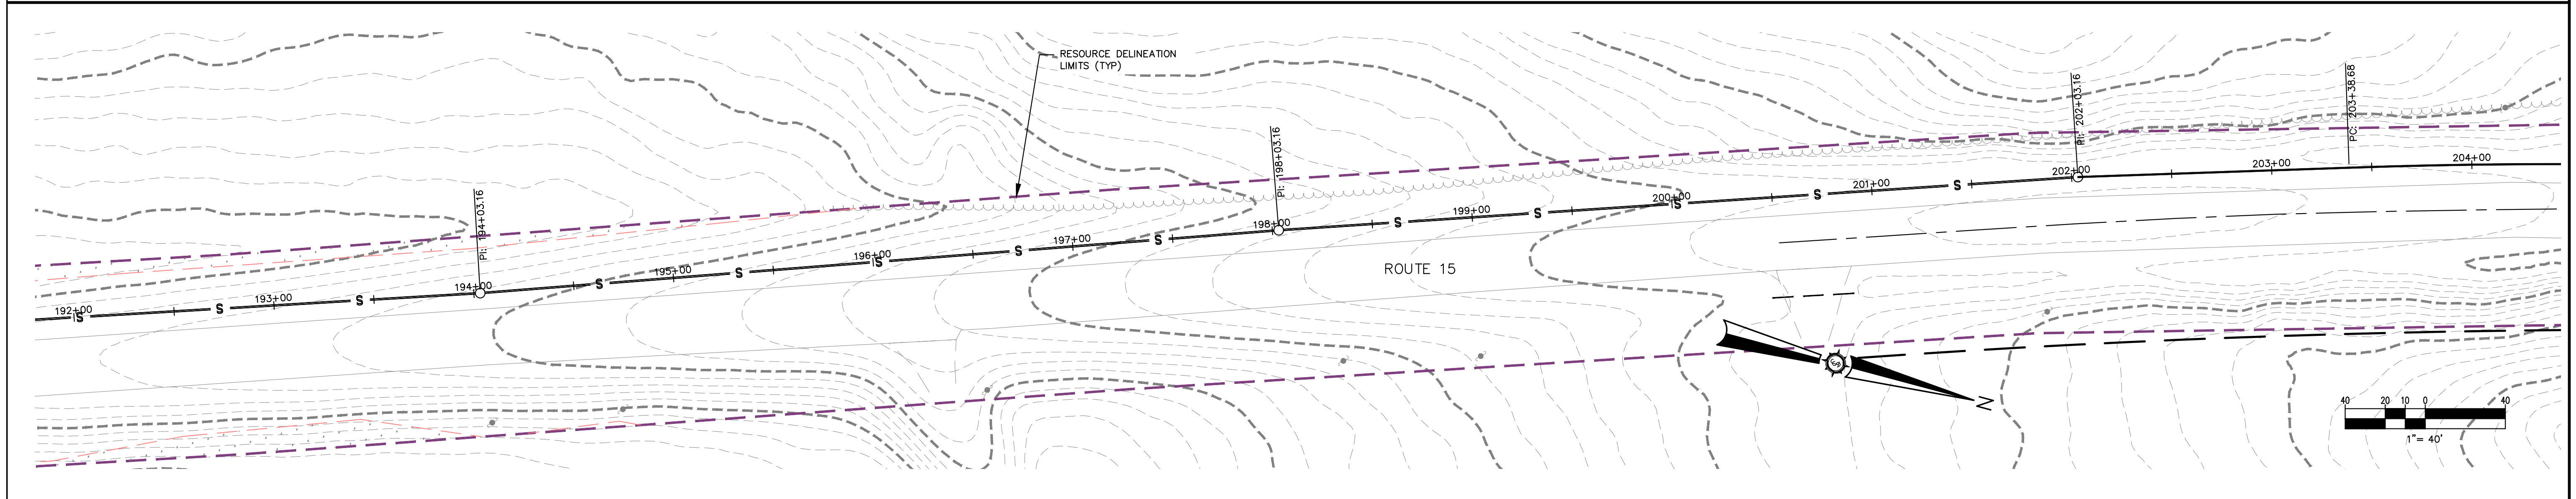 RESOURCE DELINEATION
LIMITS (TYP)
PI: 194+03.16
PI: 198+03.16
PI: 202+03.16
PC: 203+38.68
192+00
193+00
194+00
195+00
196+00
197+00
198+00
199+00
200+00
201+00
202+00
203+00
204+00
S S S S S S S S S S S S S S
ROUTE 15
N
40 20 10 0 40
1"= 40'